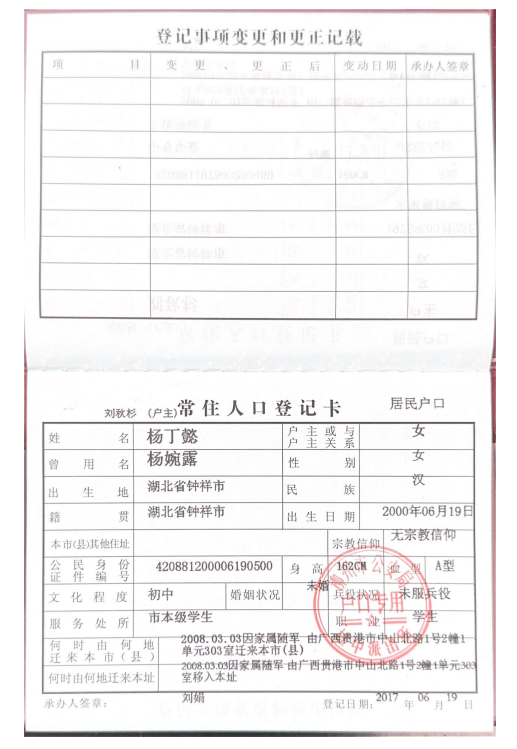 登记事项变更和更正记载
项 目 变 更 、 更 正 后 变动日期 承办人签章
刘秋杉 (户主) 常住人口登记卡 居民户口
姓 名 杨丁懿 户主或与户主关系 女
曾 用 名 杨婉露 性 别 女
出 生 地 湖北省钟祥市 民 族 汉
籍 贯 湖北省钟祥市 出 生 日 期 2000年06月19日
本市(县)其他住址 宗教信仰 无宗教信仰
公 民 身 份 证 件 编 号 420881200006190500 身 高 162CM 血 型 A型
文 化 程 度 初中 婚姻状况 未婚 兵役状况 未服兵役
服 务 处 所 市本级学生 职 业 学生
何 时 由 何 地 迁 来 本 市 ( 县 ) 2008.03.03因家属随军 由广西贵港市中山北路1号2幢1
单元303室迁来本市(县)
何时由何地迁来本址 2008.03.03因家属随军 由广西贵港市中山北路1号2幢1单元303
室移入本址
承办人签章: 刘娟 登记日期: 2017 年 06 月 19 日
户口专用